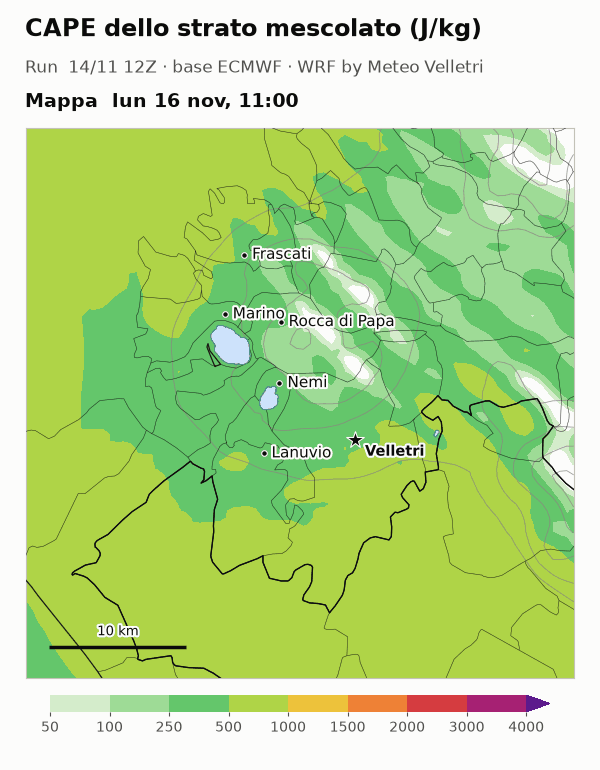 CAPE dello strato mescolato (J/kg)
Run  14/11 12Z · base ECMWF · WRF by Meteo Velletri
Mappa  lun 16 nov, 11:00
Frascati
Marino
Rocca di Papa
Nemi
Velletri
Lanuvio
10 km
50 100 250 500 1000 1500 2000 3000 4000